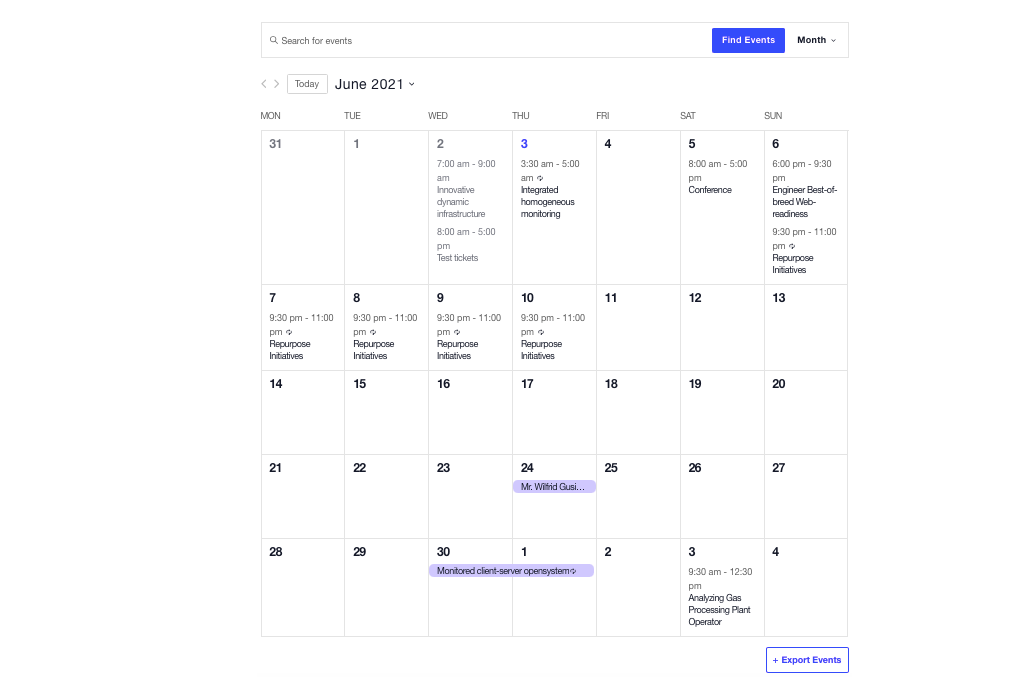 Search for events
Find Events
Month
Today
June 2021
MON TUE WED THU FRI SAT SUN
31
1
2
7:00 am - 9:00
am
Innovative
dynamic
infrastructure
8:00 am - 5:00
pm
Test tickets
3
3:30 am - 5:00
am
Integrated
homogeneous
monitoring
4
5
8:00 am - 5:00
pm
Conference
6
6:00 pm - 9:30
pm
Engineer Best-of-
breed Web-
readiness
9:30 pm - 11:00
pm
Repurpose
Initiatives
7
9:30 pm - 11:00
pm
Repurpose
Initiatives
8
9:30 pm - 11:00
pm
Repurpose
Initiatives
9
9:30 pm - 11:00
pm
Repurpose
Initiatives
10
9:30 pm - 11:00
pm
Repurpose
Initiatives
11
12
13
14
15
16
17
18
19
20
21
22
23
24
Mr. Wilfrid Gusi...
25
26
27
28
29
30
Monitored client-server opensystem
1
2
3
9:30 am - 12:30
pm
Analyzing Gas
Processing Plant
Operator
4
+ Export Events